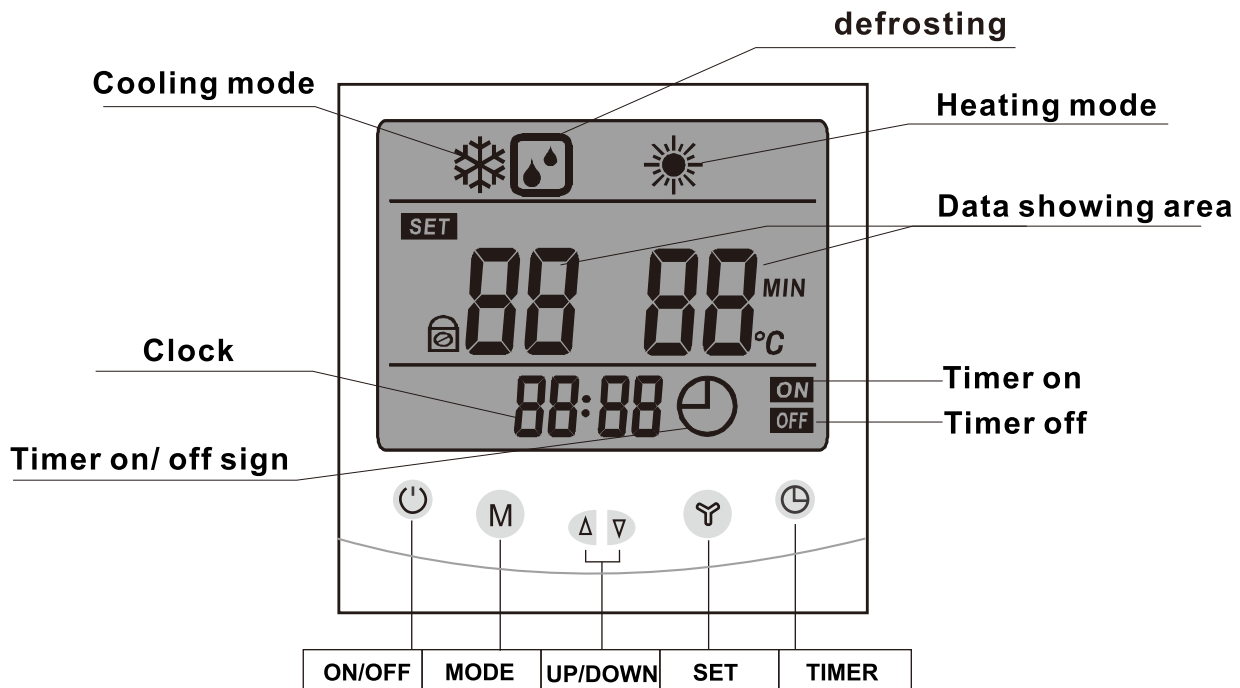 defrosting
Cooling mode
Heating mode
SET
Data showing area
88 88 MIN
°C
Clock
88:88
ON
Timer on
OFF
Timer off
Timer on/ off sign
M
ON/OFF MODE UP/DOWN SET TIMER